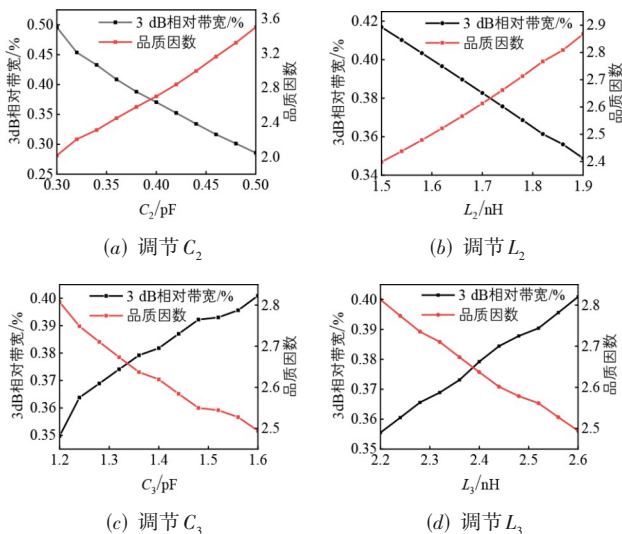 3 dB相对带宽/%
品质因数
3dB相对带宽/%
0.50
0.45
0.40
0.35
0.30
0.25
品质因数
3.6
3.2
2.8
2.4
2.0
0.30 0.35 0.40 0.45 0.50
C₂/pF
(a) 调节C₂
3 dB相对带宽/%
品质因数
3dB相对带宽/%
0.42
0.40
0.38
0.36
0.34
品质因数
2.9
2.8
2.7
2.6
2.5
2.4
1.5 1.6 1.7 1.8 1.9
L₂/nH
(b) 调节L₂
3 dB相对带宽/%
品质因数
3dB相对带宽/%
0.40
0.39
0.38
0.37
0.36
0.35
品质因数
2.8
2.7
2.6
2.5
1.2 1.3 1.4 1.5 1.6
C₃/pF
(c) 调节C₃
3 dB相对带宽/%
品质因数
3dB相对带宽/%
0.40
0.39
0.38
0.37
0.36
0.35
品质因数
2.8
2.7
2.6
2.5
2.2 2.3 2.4 2.5 2.6
L₃/nH
(d) 调节L₃